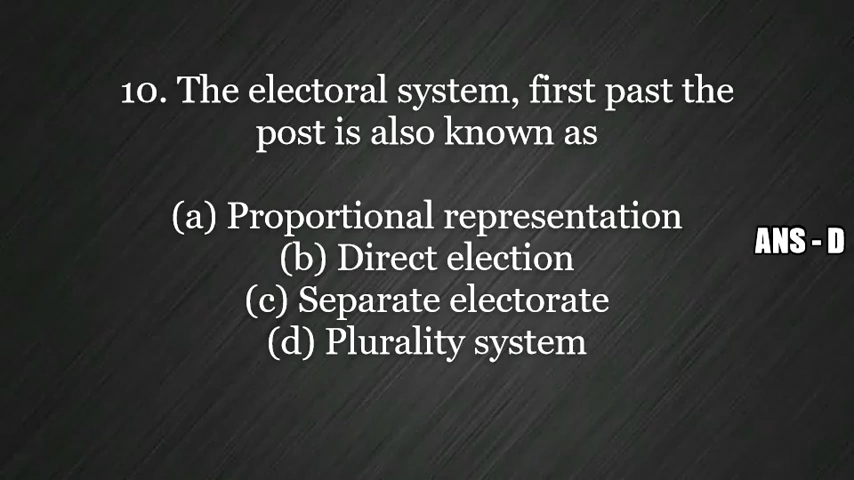 10. The electoral system, first past the
post is also known as
(a) Proportional representation
(b) Direct election
(c) Separate electorate
(d) Plurality system
ANS - D